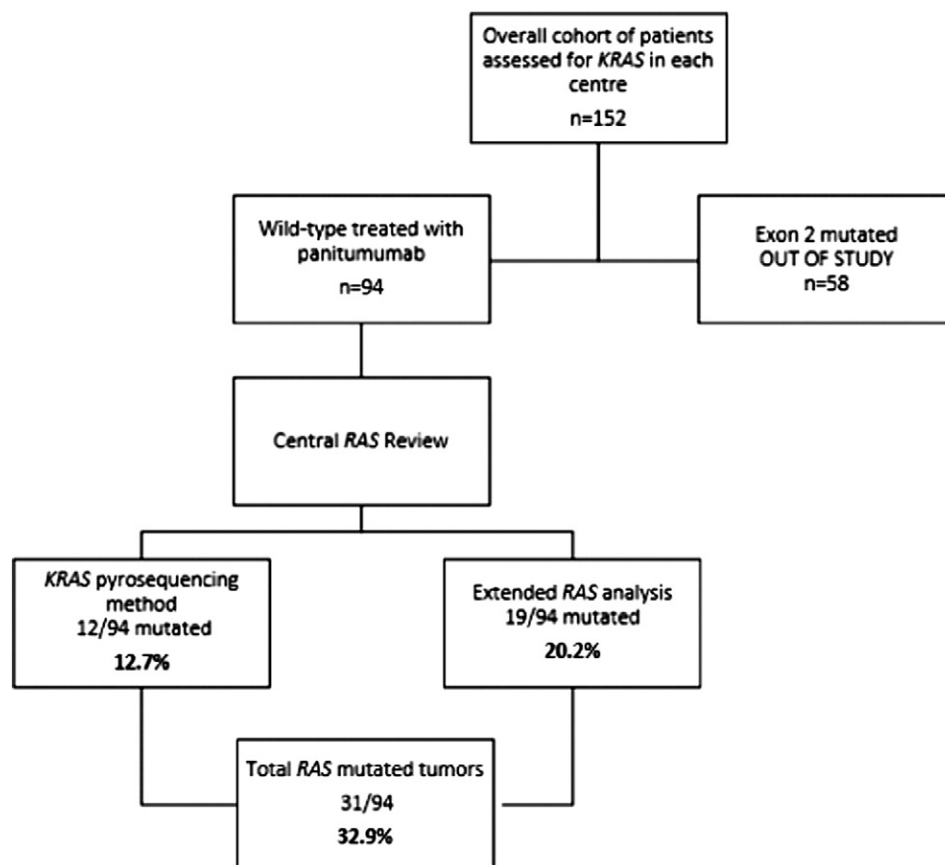 Overall cohort of patients
assessed for KRAS in each
centre
n=152
Wild-type treated with
panitumumab
n=94
Exon 2 mutated
OUT OF STUDY
n=58
Central RAS Review
KRAS pyrosequencing
method
12/94 mutated
12.7%
Extended RAS analysis
19/94 mutated
20.2%
Total RAS mutated tumors
31/94
32.9%